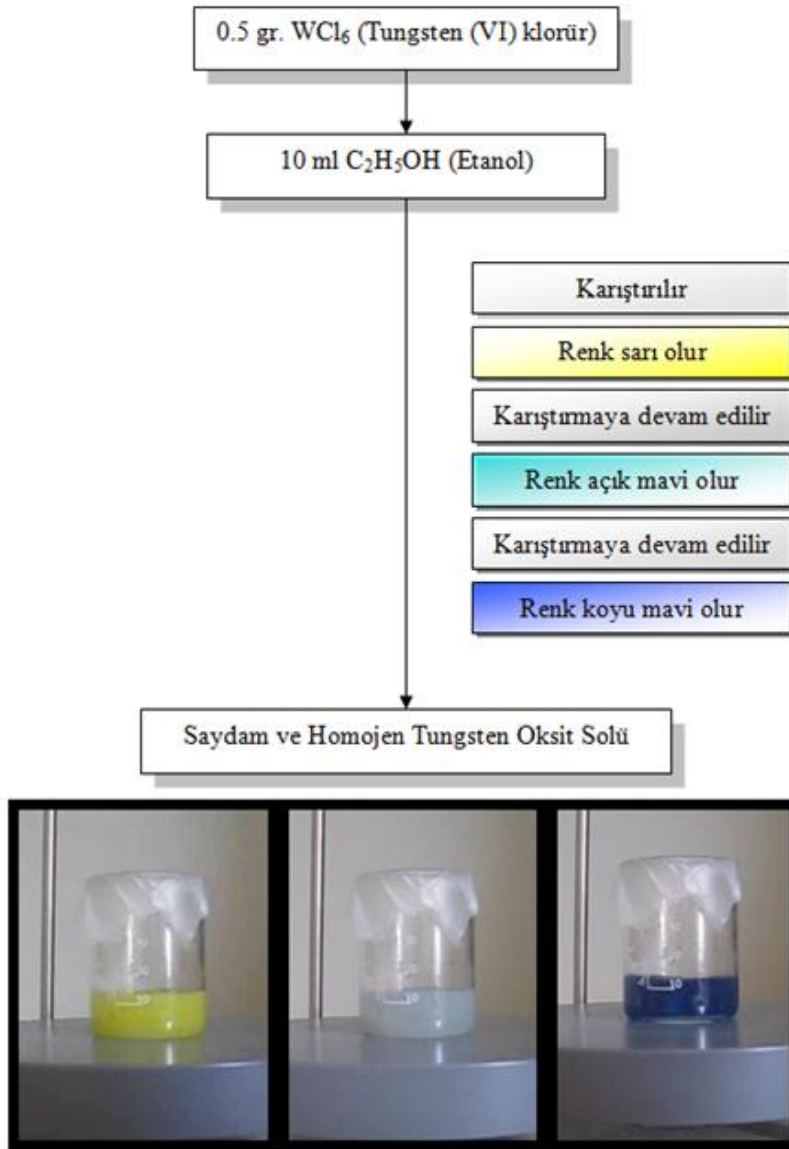 0.5 gr. WCl₆ (Tungsten (VI) klorür)
10 ml C₂H₅OH (Etanol)
Karıştırılır
Renk sarı olur
Karıştırmaya devam edilir
Renk açık mavi olur
Karıştırmaya devam edilir
Renk koyu mavi olur
Saydam ve Homojen Tungsten Oksit Solü